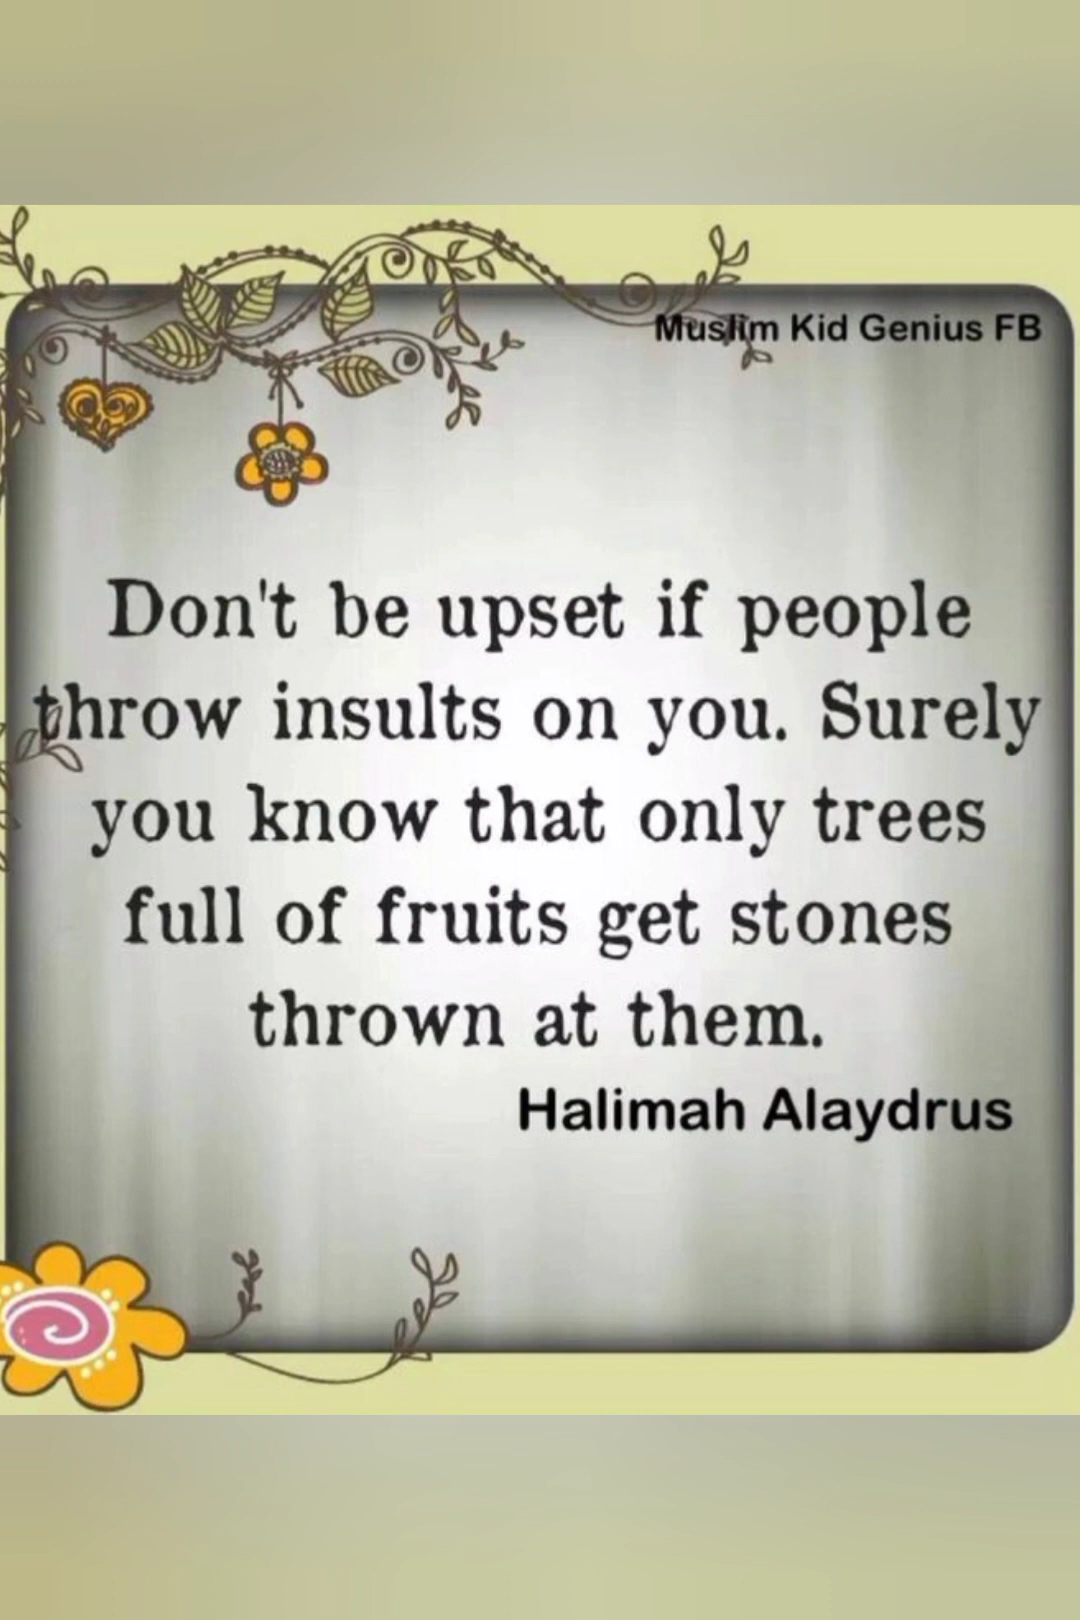 Muslim Kid Genius FB
Don't be upset if people
throw insults on you. Surely
you know that only trees
full of fruits get stones
thrown at them.
Halimah Alaydrus